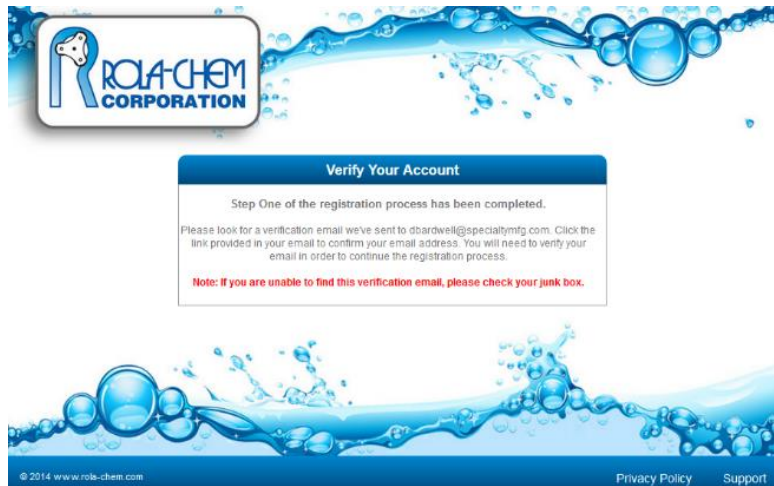 ROLA-CHEM
CORPORATION
Verify Your Account
Step One of the registration process has been completed.
Please look for a verification email we've sent to dbardwell@specialtymfg.com. Click the
link provided in your email to confirm your email address. You will need to verify your
email in order to continue the registration process.
Note: If you are unable to find this verification email, please check your junk box.
© 2014 www.rola-chem.com
Privacy Policy
Support